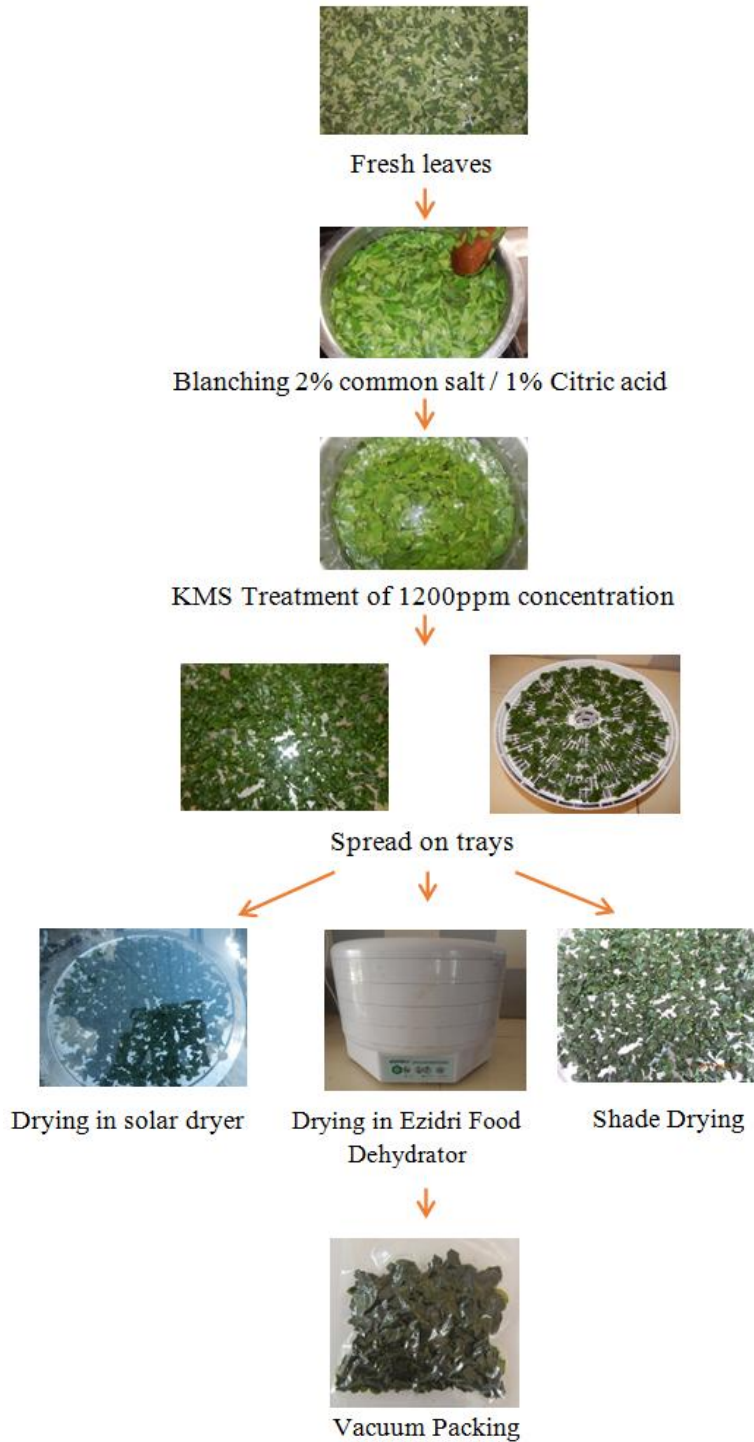 Fresh leaves
Blanching 2% common salt / 1% Citric acid
KMS Treatment of 1200ppm concentration
Spread on trays
Drying in solar dryer
Drying in Ezidri Food
Dehydrator
Shade Drying
Vacuum Packing